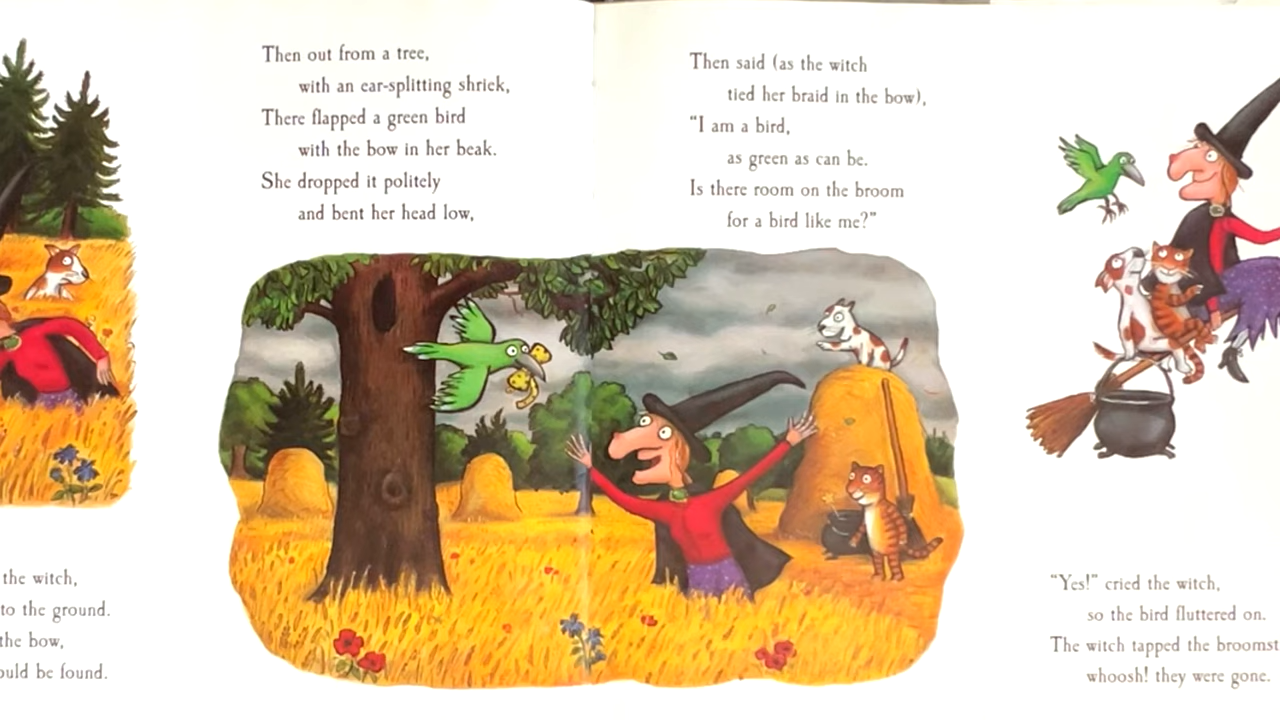 the witch,
to the ground.
the bow,
ould be found.
Then out from a tree,
with an ear-splitting shriek,
There flapped a green bird
with the bow in her beak.
She dropped it politely
and bent her head low,
Then said (as the witch
tied her braid in the bow),
"I am a bird,
as green as can be.
Is there room on the broom
for a bird like me?"
"Yes!" cried the witch,
so the bird fluttered on.
The witch tapped the broomst
whoosh! they were gone.